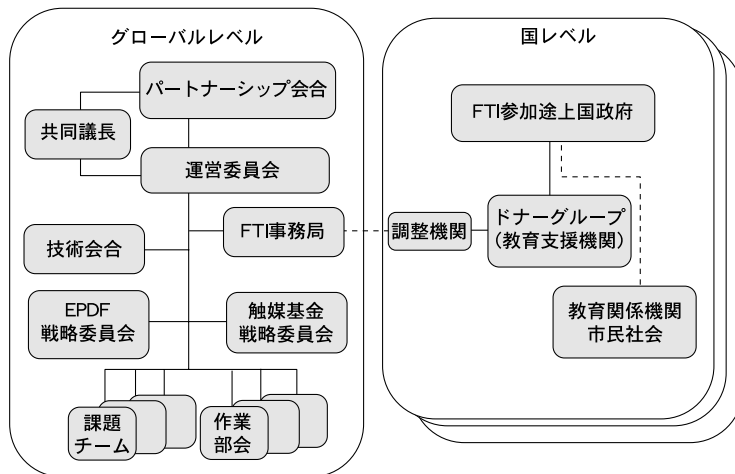 グローバルレベル
パートナーシップ会合
共同議長
運営委員会
FTI事務局
技術会合
EPDF
戦略委員会
触媒基金
戦略委員会
課題
チーム
作業
部会
国レベル
FTI参加途上国政府
調整機関
ドナーグループ
(教育支援機関)
教育関係機関
市民社会